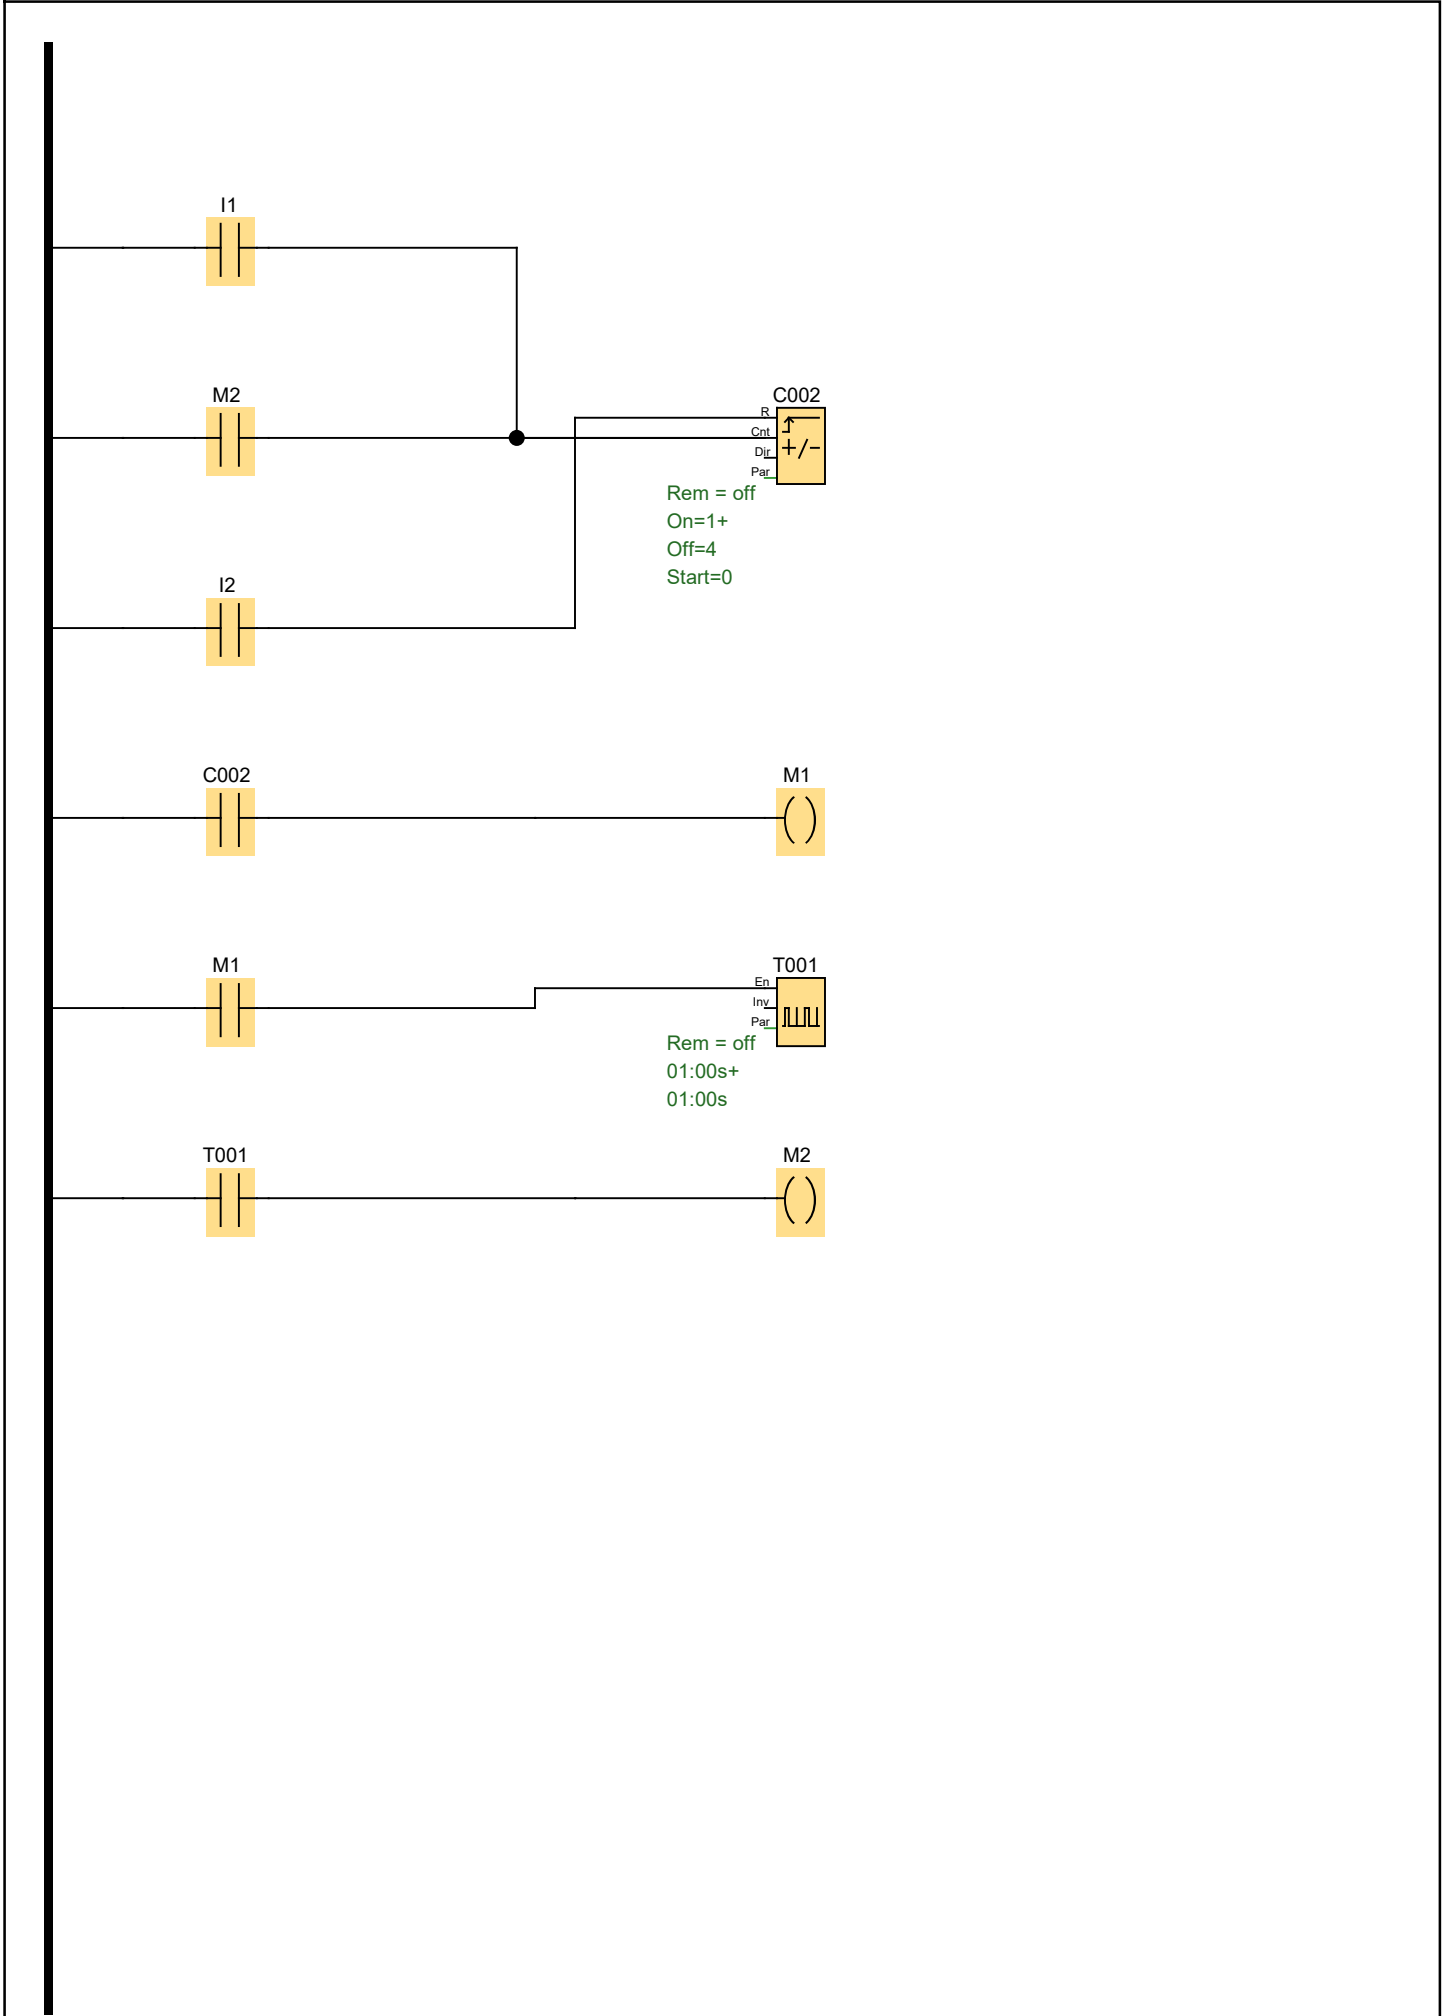 I1
M2
C002
R
Cnt
Dir
Par
+/-
Rem = off
On=1+
Off=4
Start=0
I2
C002
M1
M1
T001
En
Inv
Par
Rem = off
01:00s+
01:00s
T001
M2